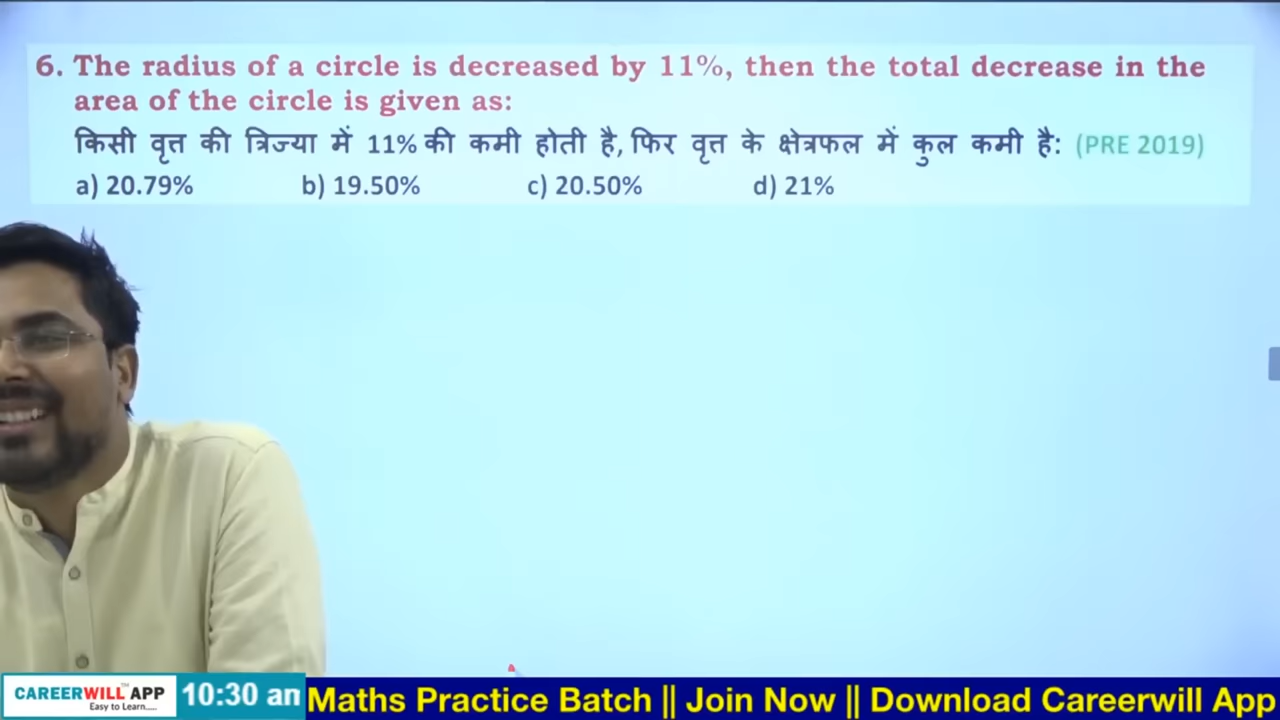 6. The radius of a circle is decreased by 11%, then the total decrease in the
area of the circle is given as:
किसी वृत्त की त्रिज्या में 11% की कमी होती है, फिर वृत्त के क्षेत्रफल में कुल कमी है: (PRE 2019)
a) 20.79% b) 19.50% c) 20.50% d) 21%
CAREERWILL APP
TM
Easy to Learn.....
10:30 am
Maths Practice Batch || Join Now || Download Careerwill App